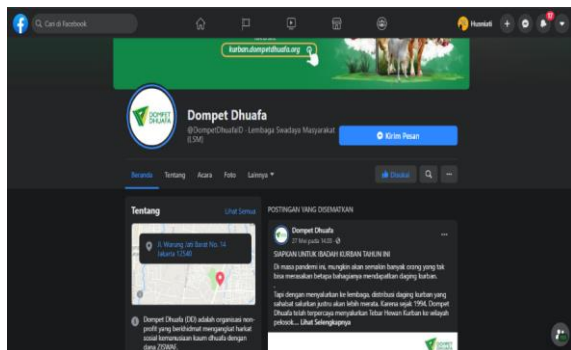 Cari di Facebook
Husniati
kurban.dompetdhuafa.org
DOMPET DHUAFA
Dompet Dhuafa
@DompetDhuafaID · Lembaga Swadaya Masyarakat (LSM)
Kirim Pesan
Beranda Tentang Acara Foto Lainnya
Disukai
Tentang
Lihat Semua
Jl. Warung Jati Barat No. 14
Jakarta 12540
Dompet Dhuafa (DD) adalah organisasi non-
profit yang berkhidmat mengangkat harkat
sosial kemanusiaan kaum dhuafa dengan
dana ZISWAF.
POSTINGAN YANG DISEMATKAN
Dompet Dhuafa
27 Mei pukul 14.20
SIAPKAN IBADAH KURBAN TAHUN INI
Di masa pandemi ini, mungkin akan semakin banyak orang yang tak
bisa merasakan betapa bahagianya mendapatkan daging kurban.
.
Tapi dengan menyalurkan ke lembaga, distribusi daging kurban yang
sahabat salurkan justru akan lebih merata. Karena sejak 1994, Dompet
Dhuafa telah terpercaya menyalurkan Tebar Hewan Kurban ke wilayah
pelosok.... Lihat Selengkapnya